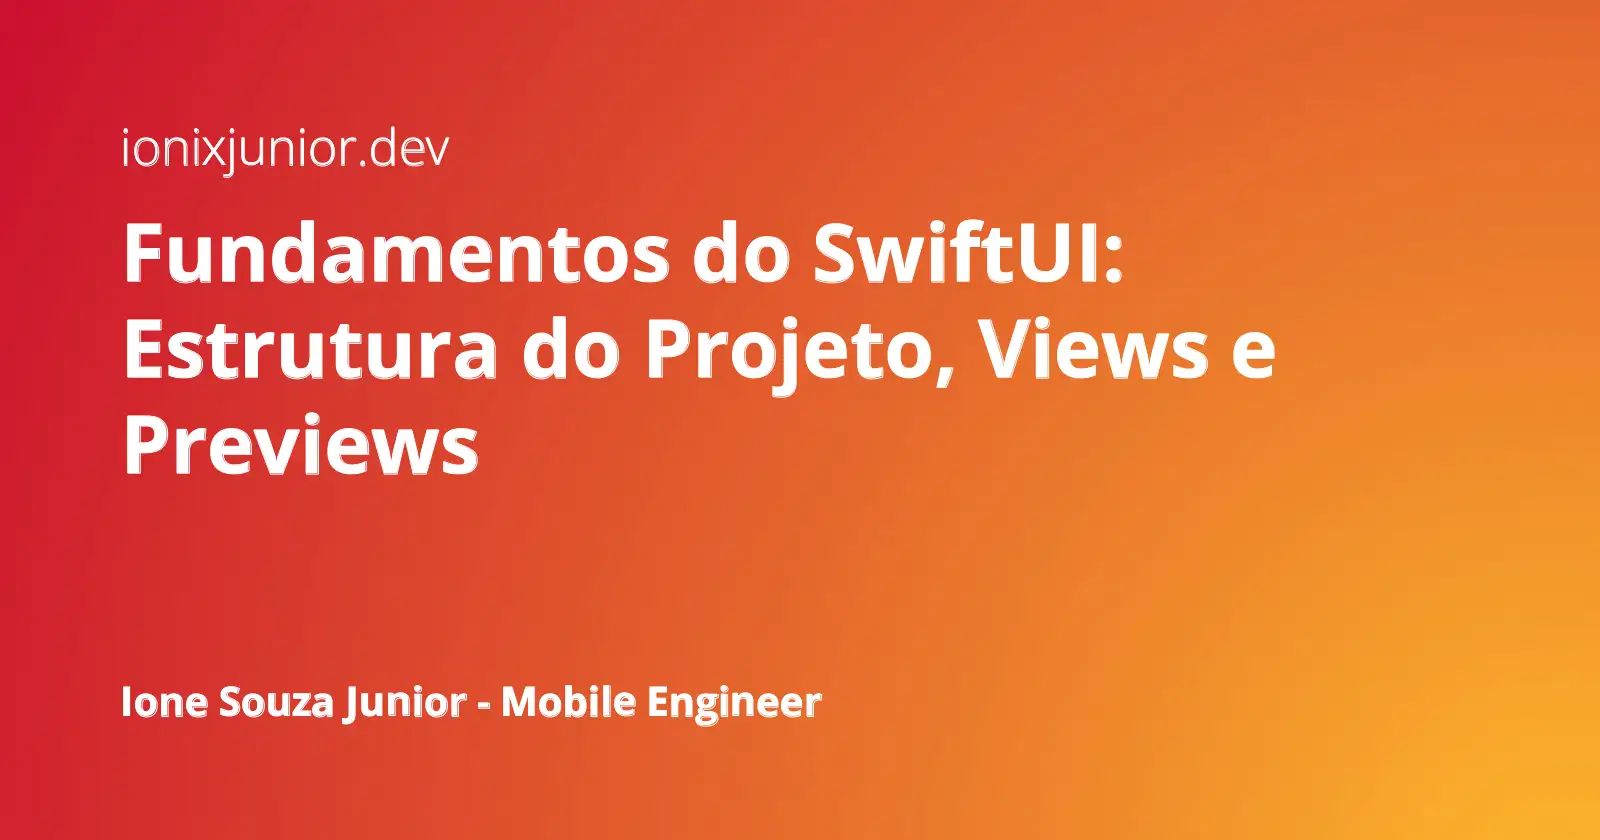 ionixjunior.dev
Fundamentos do SwiftUI:
Estrutura do Projeto, Views e
Previews
Ione Souza Junior - Mobile Engineer